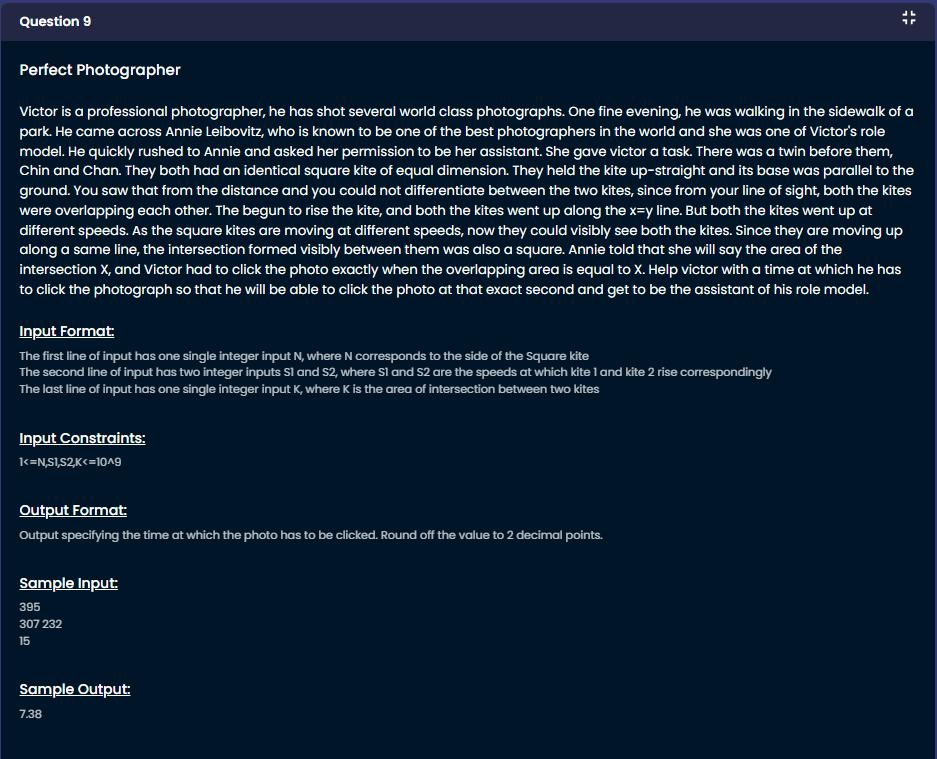 Question 9
Perfect Photographer
Victor is a professional photographer, he has shot several world class photographs. One fine evening, he was walking in the sidewalk of a
park. He came across Annie Leibovitz, who is known to be one of the best photographers in the world and she was one of Victor's role
model. He quickly rushed to Annie and asked her permission to be her assistant. She gave victor a task. There was a twin before them,
Chin and Chan. They both had an identical square kite of equal dimension. They held the kite up-straight and its base was parallel to the
ground. You saw that from the distance and you could not differentiate between the two kites, since from your line of sight, both the kites
were overlapping each other. The begun to rise the kite, and both the kites went up along the x=y line. But both the kites went up at
different speeds. As the square kites are moving at different speeds, now they could visibly see both the kites. Since they are moving up
along a same line, the intersection formed visibly between them was also a square. Annie told that she will say the area of the
intersection X, and Victor had to click the photo exactly when the overlapping area is equal to X. Help victor with a time at which he has
to click the photograph so that he will be able to click the photo at that exact second and get to be the assistant of his role model.
Input Format:
The first line of input has one single integer input N, where N corresponds to the side of the Square kite
The second line of input has two integer inputs S1 and S2, where S1 and S2 are the speeds at which kite 1 and kite 2 rise correspondingly
The last line of input has one single integer input K, where K is the area of intersection between two kites
Input Constraints:
1<=N,S1,S2,K<=10^9
Output Format:
Output specifying the time at which the photo has to be clicked. Round off the value to 2 decimal points.
Sample Input:
395
307 232
15
Sample Output:
7.38